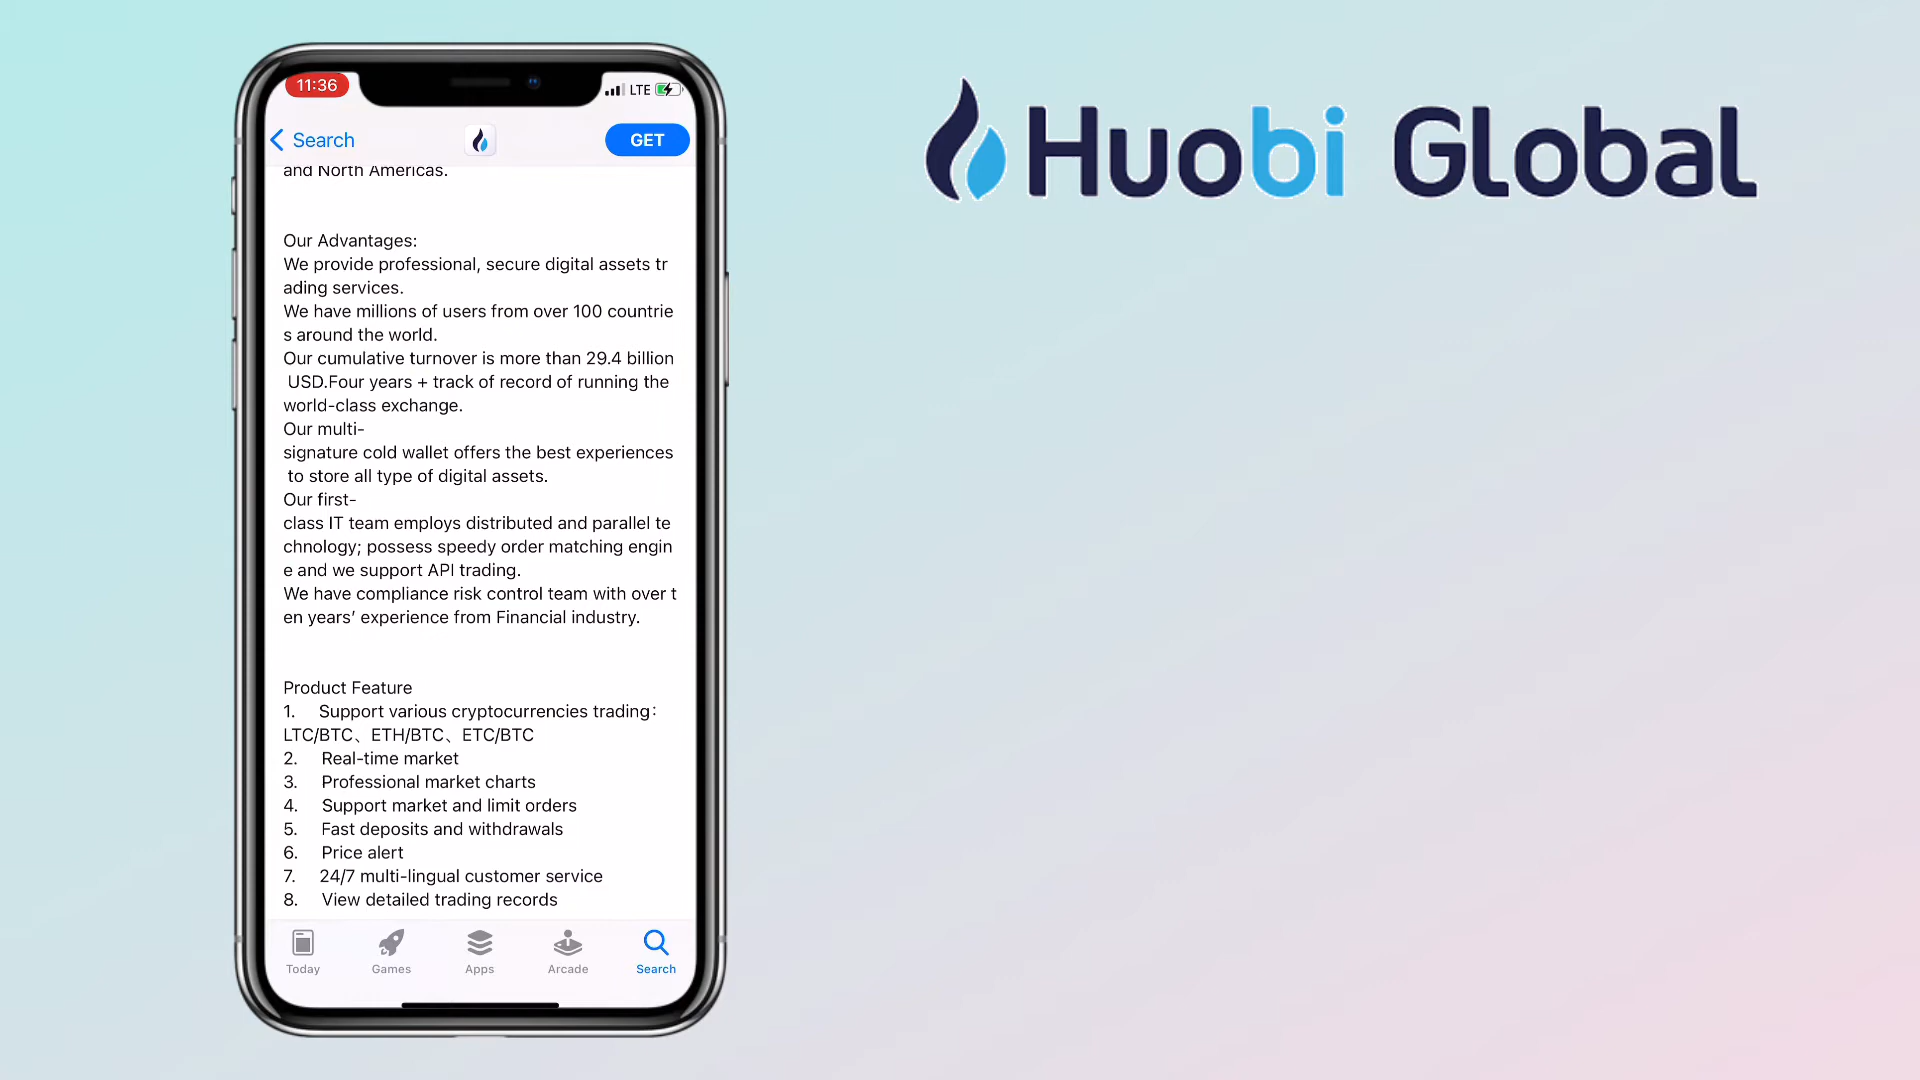 11:36
LTE
Search
GET
and North Americas.
Our Advantages:
We provide professional, secure digital assets tr
ading services.
We have millions of users from over 100 countrie
s around the world.
Our cumulative turnover is more than 29.4 billion
USD.Four years + track of record of running the
world-class exchange.
Our multi-
signature cold wallet offers the best experiences
to store all type of digital assets.
Our first-
class IT team employs distributed and parallel te
chnology; possess speedy order matching engin
e and we support API trading.
We have compliance risk control team with over t
en years’ experience from Financial industry.
Product Feature
1. Support various cryptocurrencies trading：
LTC/BTC、ETH/BTC、ETC/BTC
2. Real-time market
3. Professional market charts
4. Support market and limit orders
5. Fast deposits and withdrawals
6. Price alert
7. 24/7 multi-lingual customer service
8. View detailed trading records
Today
Games
Apps
Arcade
Search
Huobi Global